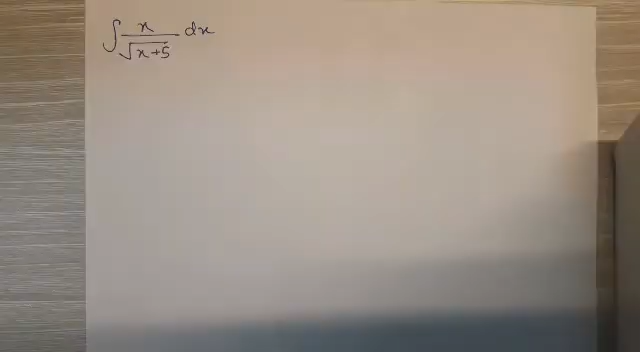 ∫ x/√(x+5) dx